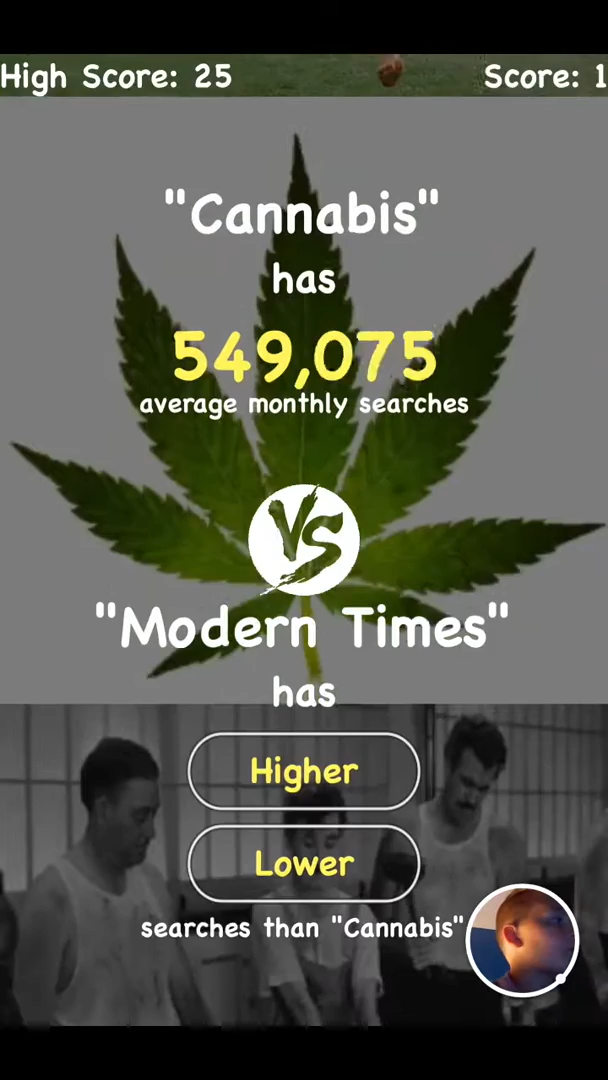 High Score: 25
Score: 1
"Cannabis"
has
549,075
average monthly searches
VS
"Modern Times"
has
Higher
Lower
searches than "Cannabis"